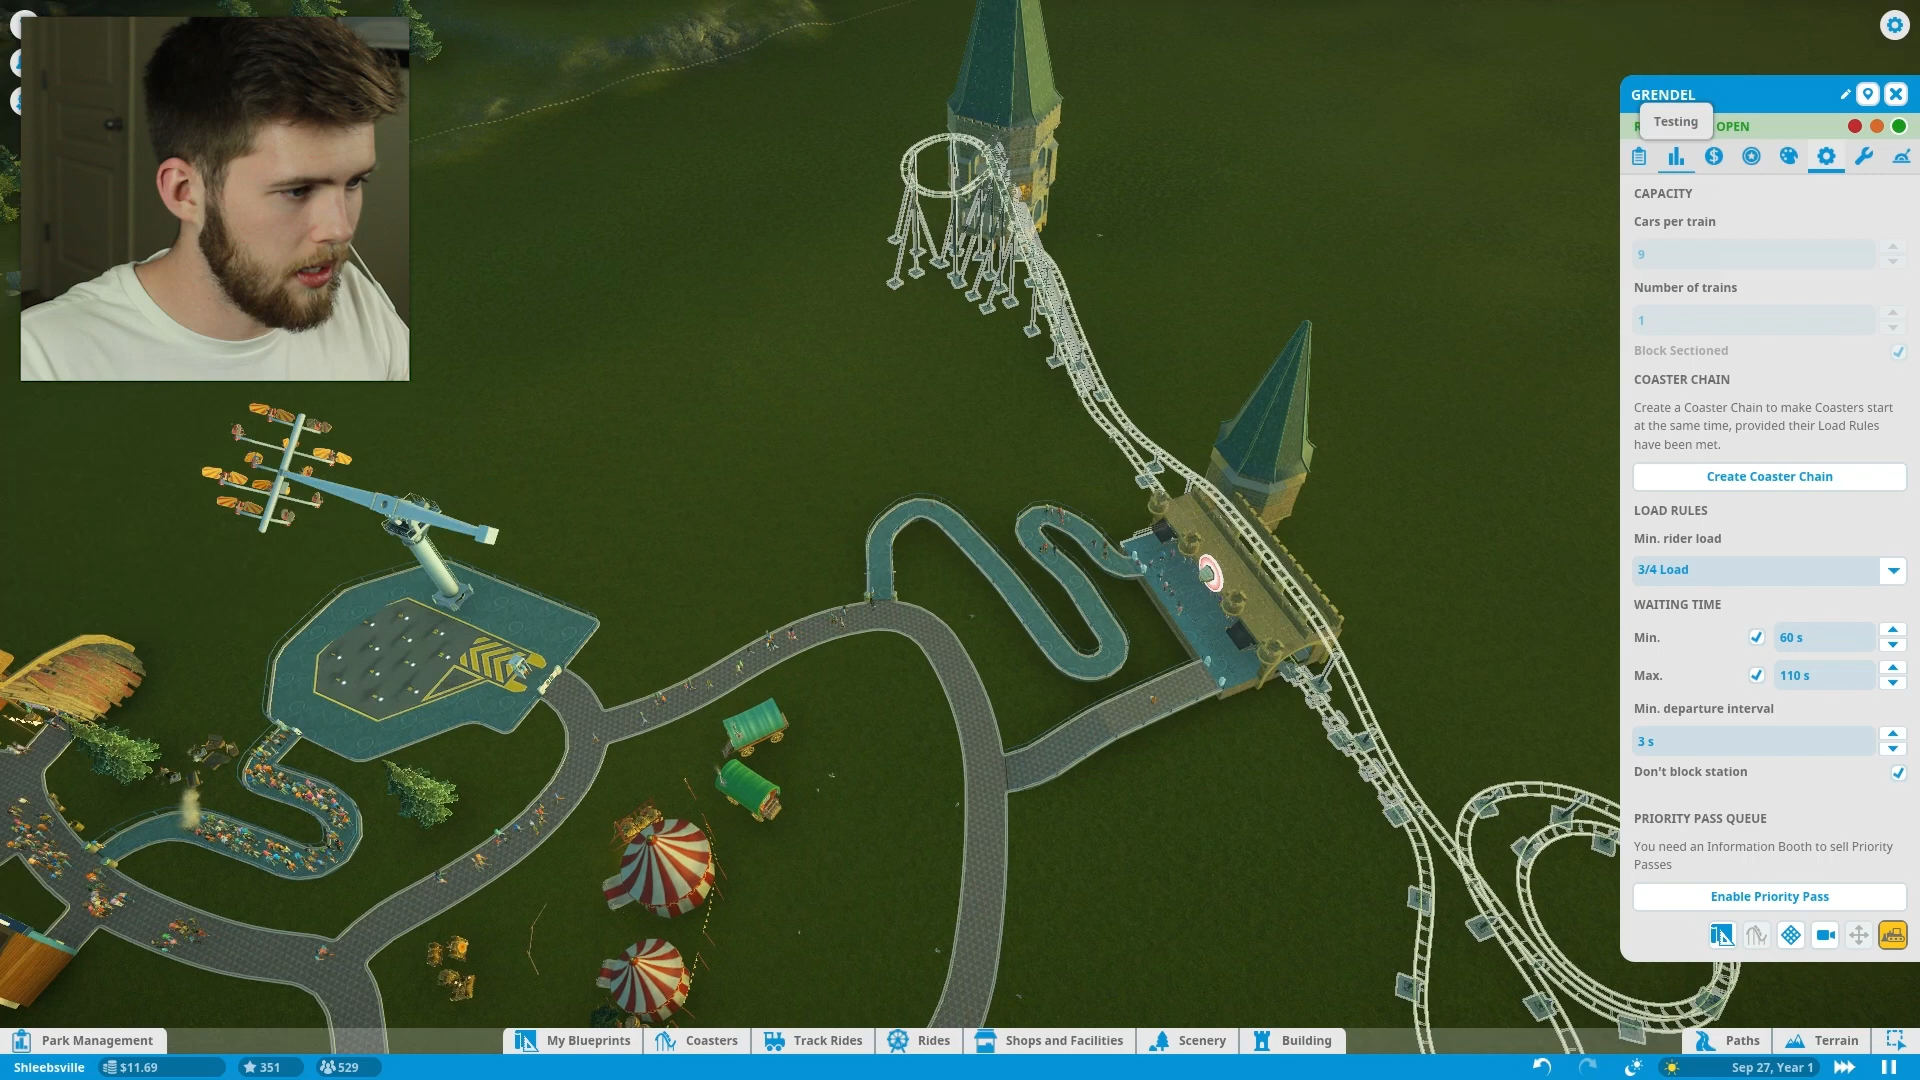 GRENDEL
Testing
OPEN
CAPACITY
Cars per train
9
Number of trains
1
Block Sectioned
COASTER CHAIN
Create a Coaster Chain to make Coasters start
at the same time, provided their Load Rules
have been met.
Create Coaster Chain
LOAD RULES
Min. rider load
3/4 Load
WAITING TIME
Min.
60 s
Max.
110 s
Min. departure interval
3 s
Don't block station
PRIORITY PASS QUEUE
You need an Information Booth to sell Priority
Passes
Enable Priority Pass
Park Management
My Blueprints
Coasters
Track Rides
Rides
Shops and Facilities
Scenery
Building
Paths
Terrain
Shleebsville
$11.69
351
529
Sep 27, Year 1